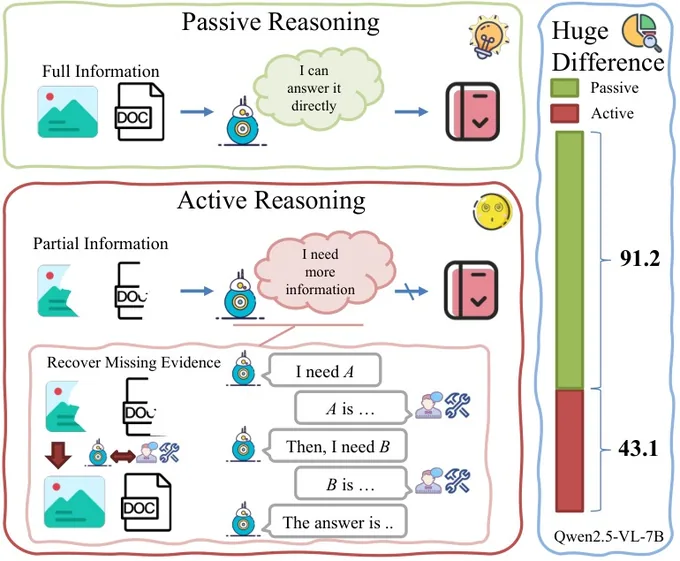 Passive Reasoning
Full Information
DOC
I can
answer it
directly
Active Reasoning
Partial Information
DOC
I need
more
information
Recover Missing Evidence
DOC
DOC
I need A
A is …
Then, I need B
B is …
The answer is ..
Huge
Difference
Passive
Active
91.2
43.1
Qwen2.5-VL-7B